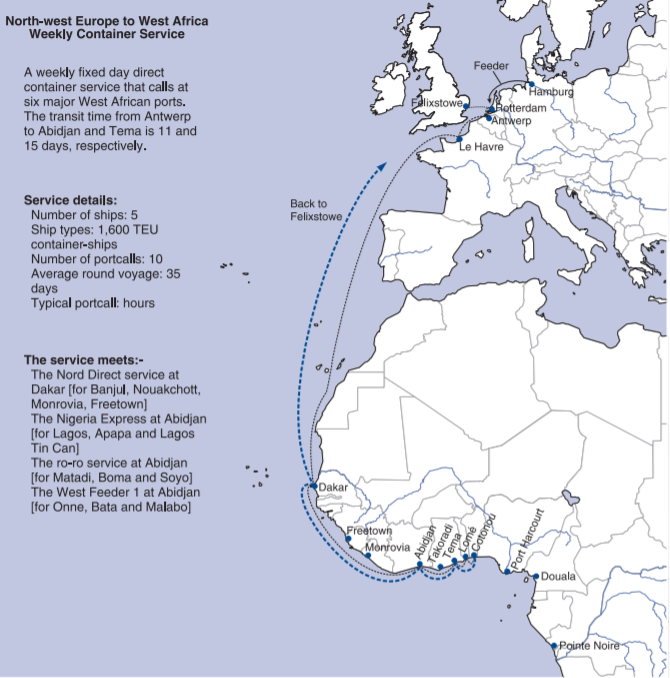 North-west Europe to West Africa
Weekly Container Service
A weekly fixed day direct
container service that calls at
six major West African ports.
The transit time from Antwerp
to Abidjan and Tema is 11 and
15 days, respectively.
Service details:
Number of ships: 5
Ship types: 1,600 TEU
container-ships
Number of portcalls: 10
Average round voyage: 35
days
Typical portcall: hours
The service meets:-
The Nord Direct service at
Dakar [for Banjul, Nouakchott,
Monrovia, Freetown]
The Nigeria Express at Abidjan
[for Lagos, Apapa and Lagos
Tin Can]
The ro-ro service at Abidjan
[for Matadi, Boma and Soyo]
The West Feeder 1 at Abidjan
[for Onne, Bata and Malabo]
Feeder
Hamburg
Felixstowe
Rotterdam
Antwerp
Le Havre
Back to
Felixstowe
Dakar
Freetown
Monrovia
Abidjan
Takoradi
Tema
Lomé
Cotonou
Port Harcourt
Douala
Pointe Noire